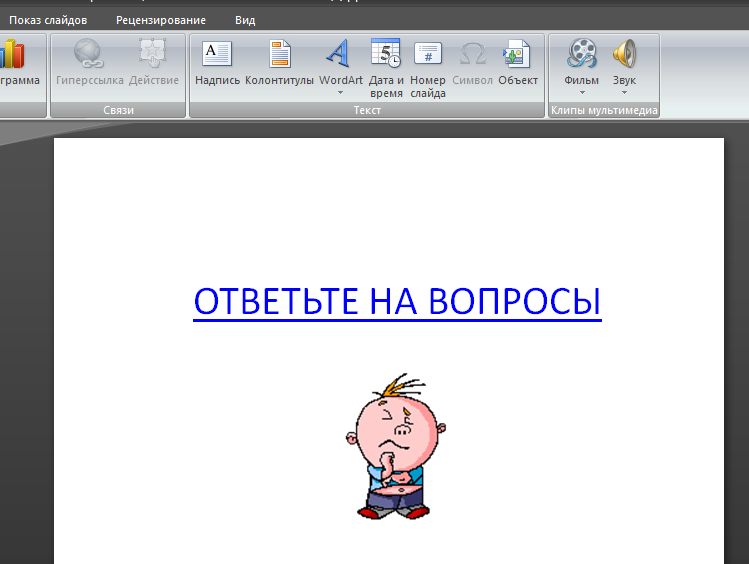 Показ слайдов Рецензирование Вид
грамма Гиперссылка Действие Надпись Колонтитулы WordArt Дата и время Номер слайда Символ Объект Фильм Звук
Связи Текст Клипы мультимедиа
ОТВЕТЬТЕ НА ВОПРОСЫ